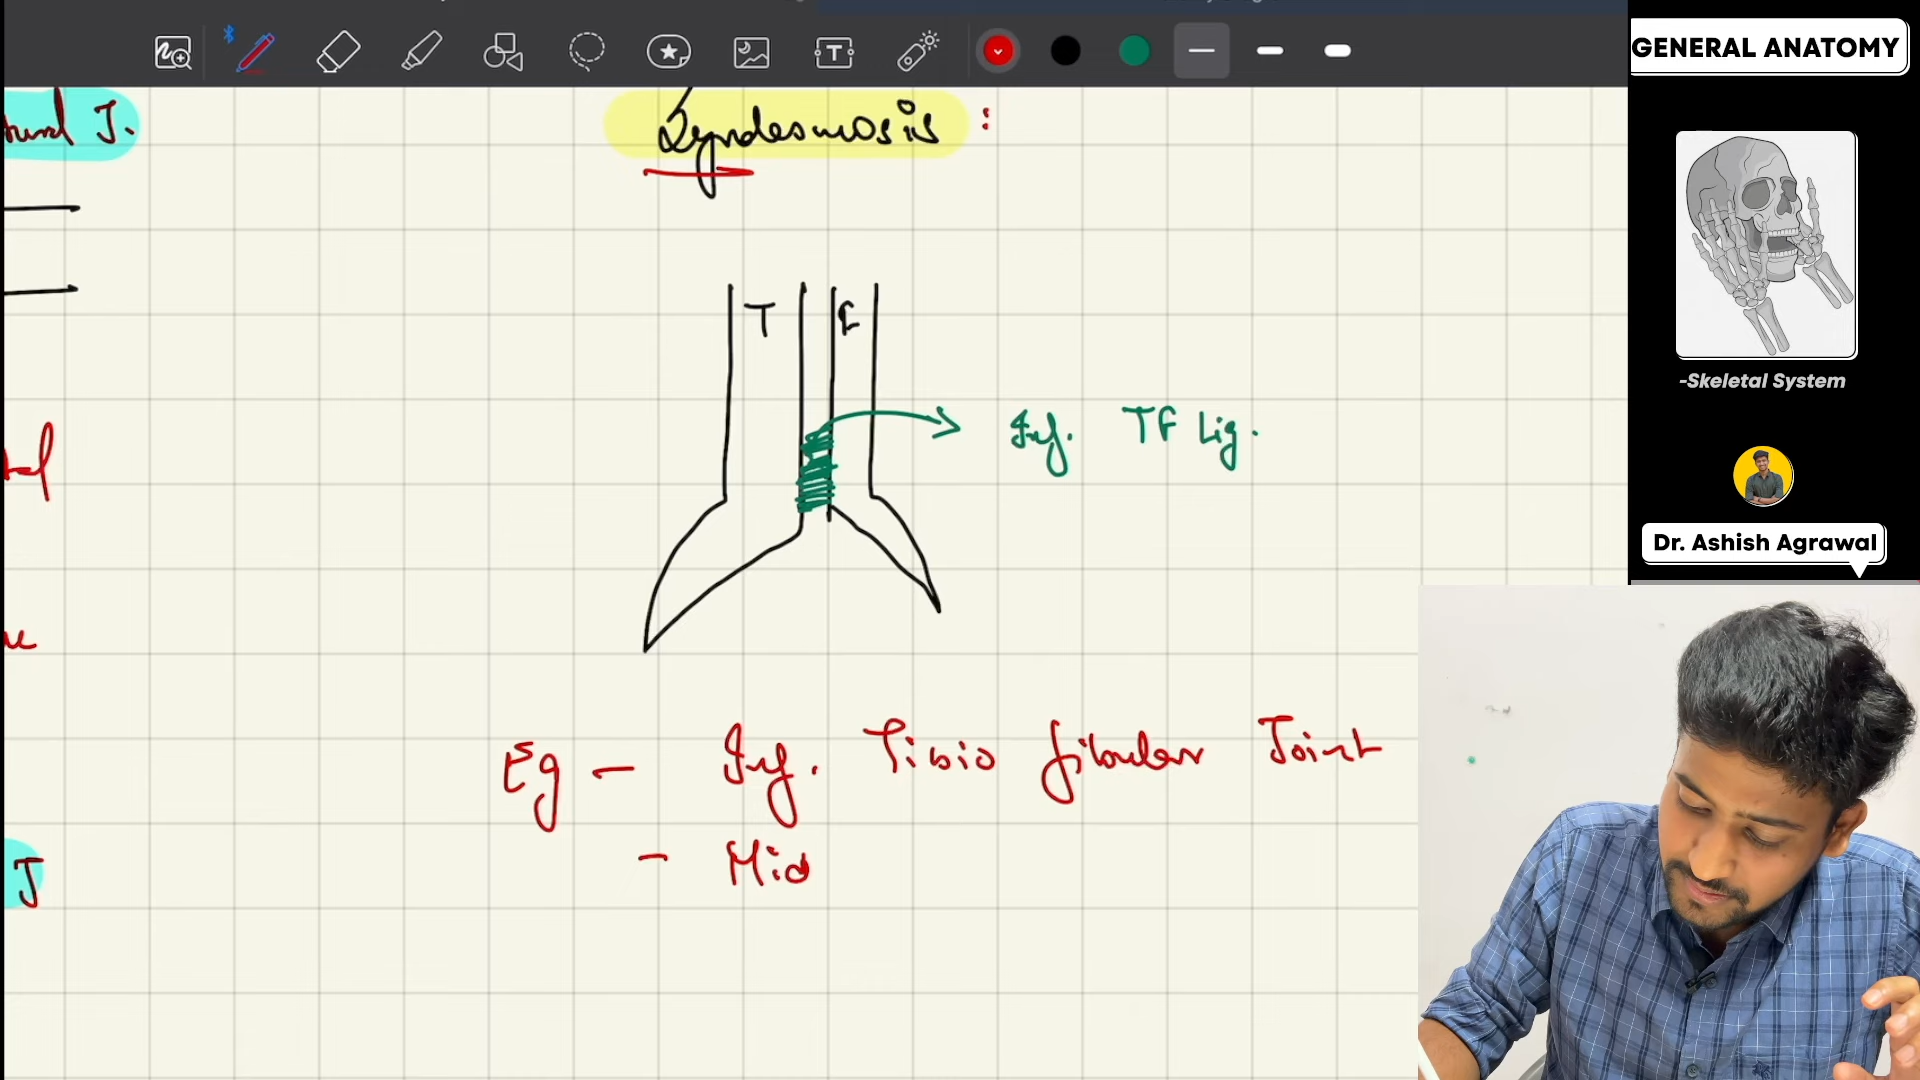 GENERAL ANATOMY
J.
Syndesmosis :
T F
Inf. TF Lig.
-Skeletal System
Dr. Ashish Agrawal
Eg - Inf. Tibio fibular Joint
- Mid
J